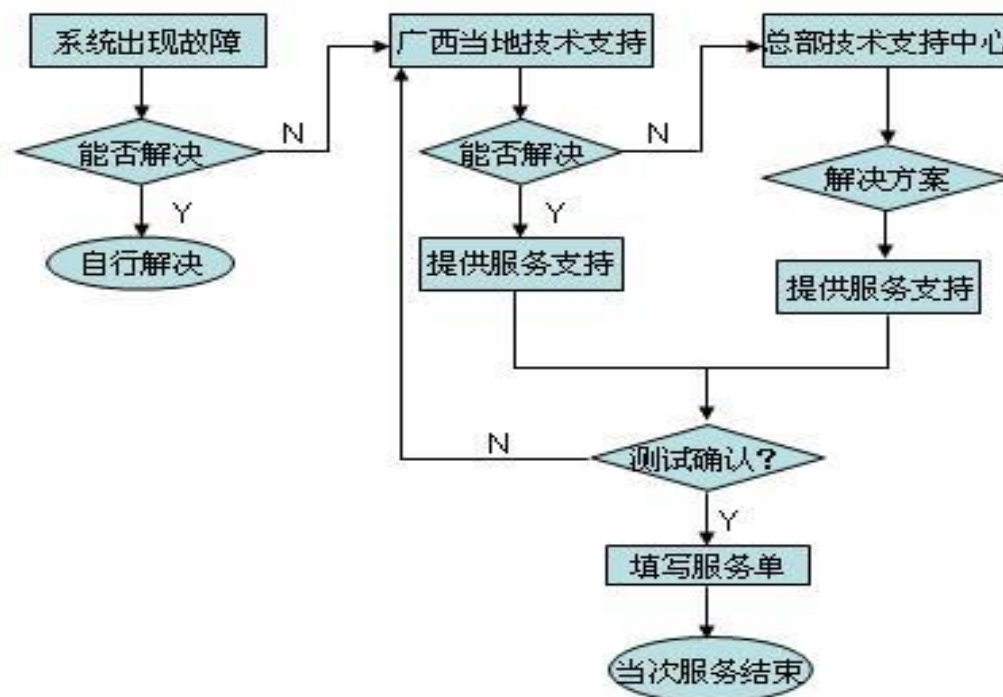 系统出现故障
广西当地技术支持
总部技术支持中心
能否解决
N
能否解决
N
解决方案
Y
Y
自行解决
提供服务支持
提供服务支持
N
测试确认?
Y
填写服务单
当次服务结束